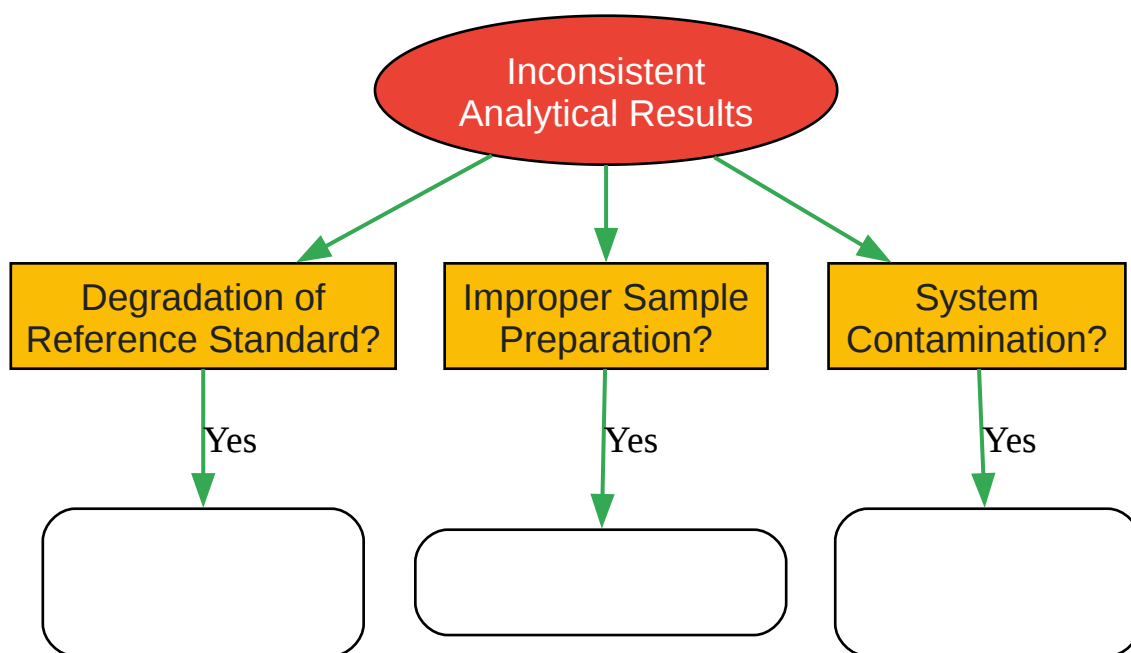 Inconsistent
Analytical Results
Degradation of
Reference Standard?
Improper Sample
Preparation?
System
Contamination?
Yes
Yes
Yes